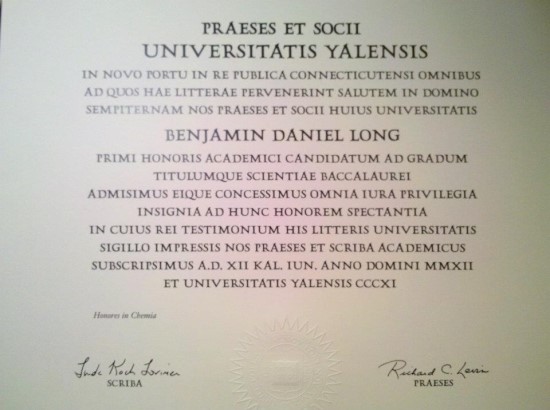 PRAESES ET SOCII
UNIVERSITATIS YALENSIS
IN NOVO PORTU IN RE PUBLICA CONNECTICUTENSI OMNIBUS
AD QUOS HAE LITTERAE PERVENERINT SALUTEM IN DOMINO
SEMPITERNAM NOS PRAESES ET SOCII HUIUS UNIVERSITATIS
BENJAMIN DANIEL LONG
PRIMI HONORIS ACADEMICI CANDIDATUM AD GRADUM
TITULUMQUE SCIENTIAE BACCALAUREI
ADMISIMUS EIQUE CONCESSIMUS OMNIA IURA PRIVILEGIA
INSIGNIA AD HUNC HONOREM SPECTANTIA
IN CUIUS REI TESTIMONIUM HIS LITTERIS UNIVERSITATIS
SIGILLO IMPRESSIS NOS PRAESES ET SCRIBA ACADEMICUS
SUBSCRIPSIMUS A.D. XII KAL. IUN. ANNO DOMINI MMXII
ET UNIVERSITATIS YALENSIS CCCXI
Honores in Chemia
Linda Koch Lorimer
SCRIBA
Richard C. Levin
PRAESES